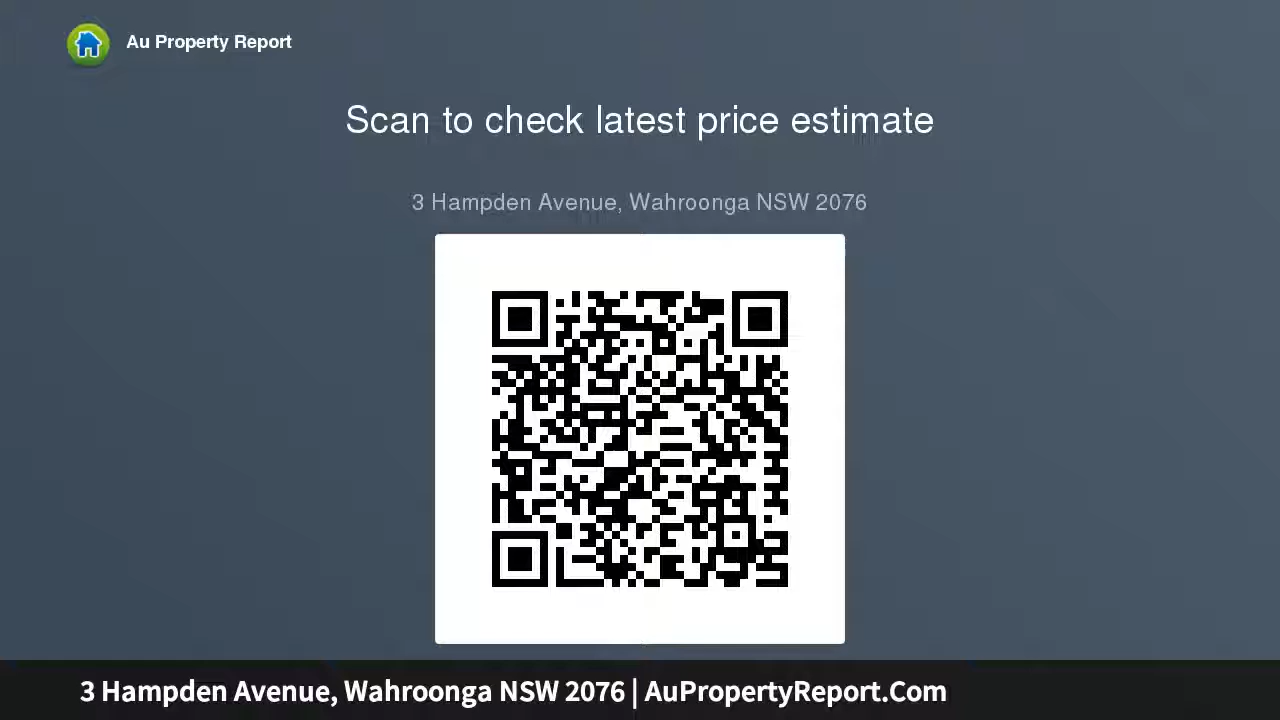 Au Property Report
Scan to check latest price estimate
3 Hampden Avenue, Wahroonga NSW 2076
3 Hampden Avenue, Wahroonga NSW 2076 | AuPropertyReport.Com